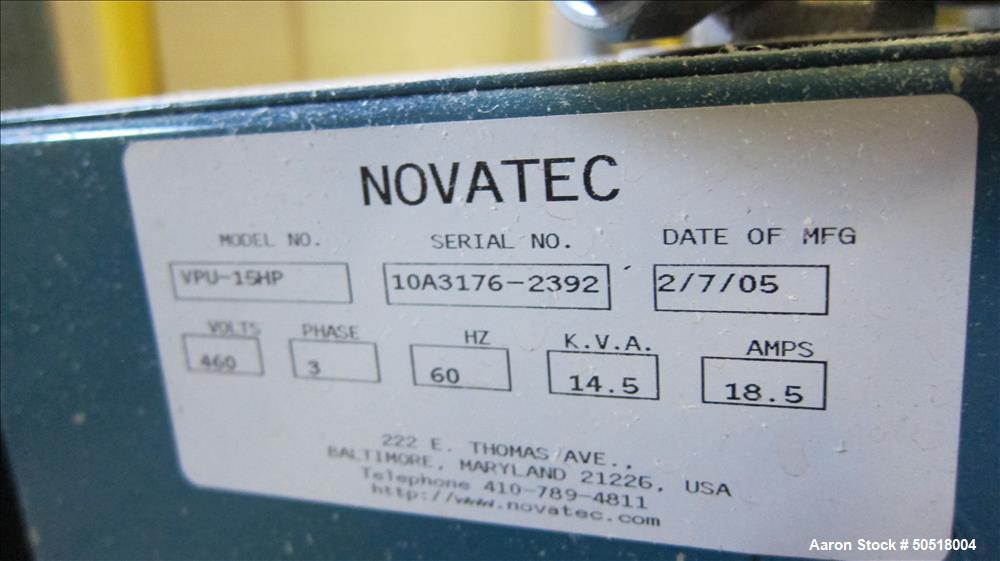 NOVATEC
MODEL NO. SERIAL NO. DATE OF MFG
VPU-15HP 10A3176-2392 2/7/05
VOLTS PHASE HZ K.V.A. AMPS
460 3 60 14.5 18.5
222 E. THOMAS AVE.,
BALTIMORE, MARYLAND 21226, USA
Telephone 410-789-4811
http://www.novatec.com
Aaron Stock # 50518004